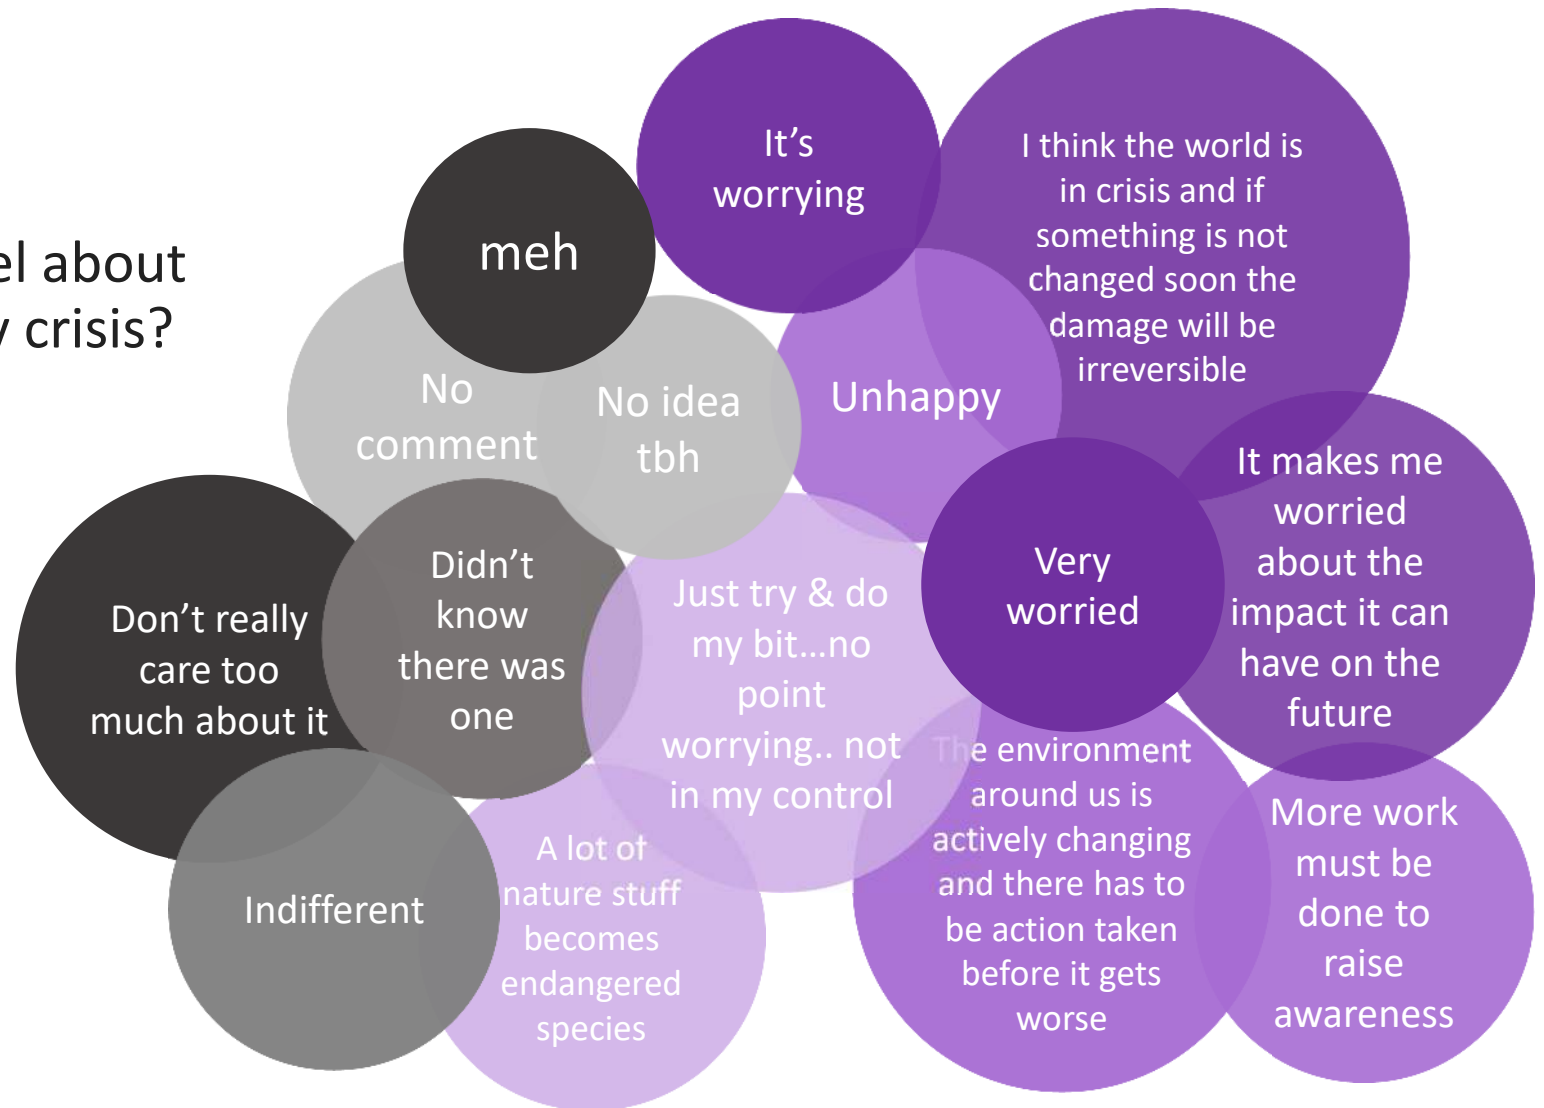 el about
y crisis?
It’s
worrying
I think the world is
in crisis and if
something is not
changed soon the
damage will be
irreversible
meh
No
comment
No idea
tbh
Unhappy
It makes me
worried
about the
impact it can
have on the
future
Very
worried
Didn’t
know
there was
one
Don’t really
care too
much about it
Just try & do
my bit...no
point
worrying.. not
in my control
The environment
around us is
actively changing
and there has to
be action taken
before it gets
worse
More work
must be
done to
raise
awareness
Indifferent
A lot of
nature stuff
becomes
endangered
species